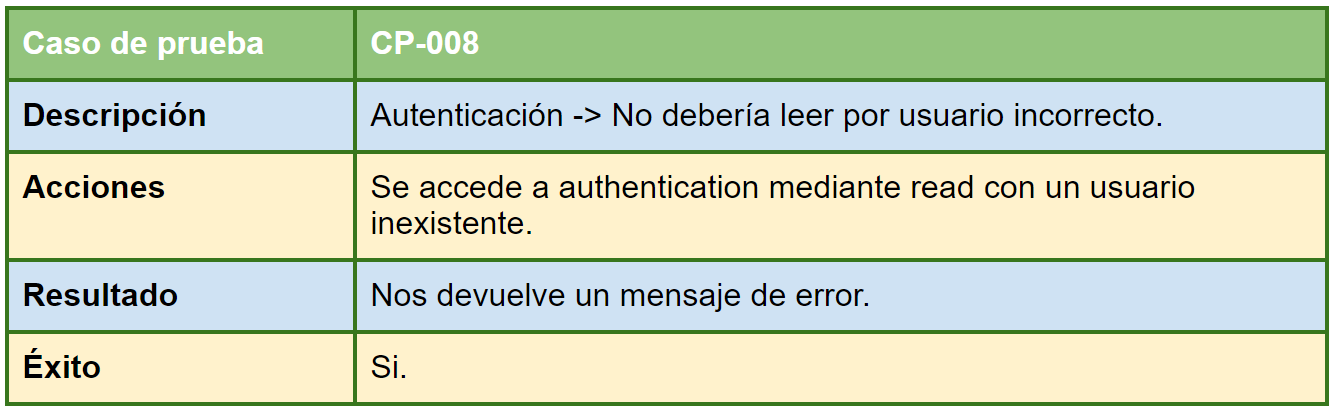 Caso de prueba CP-008
Descripción Autenticación -> No debería leer por usuario incorrecto.
Acciones Se accede a authentication mediante read con un usuario
inexistente.
Resultado Nos devuelve un mensaje de error.
Éxito Si.